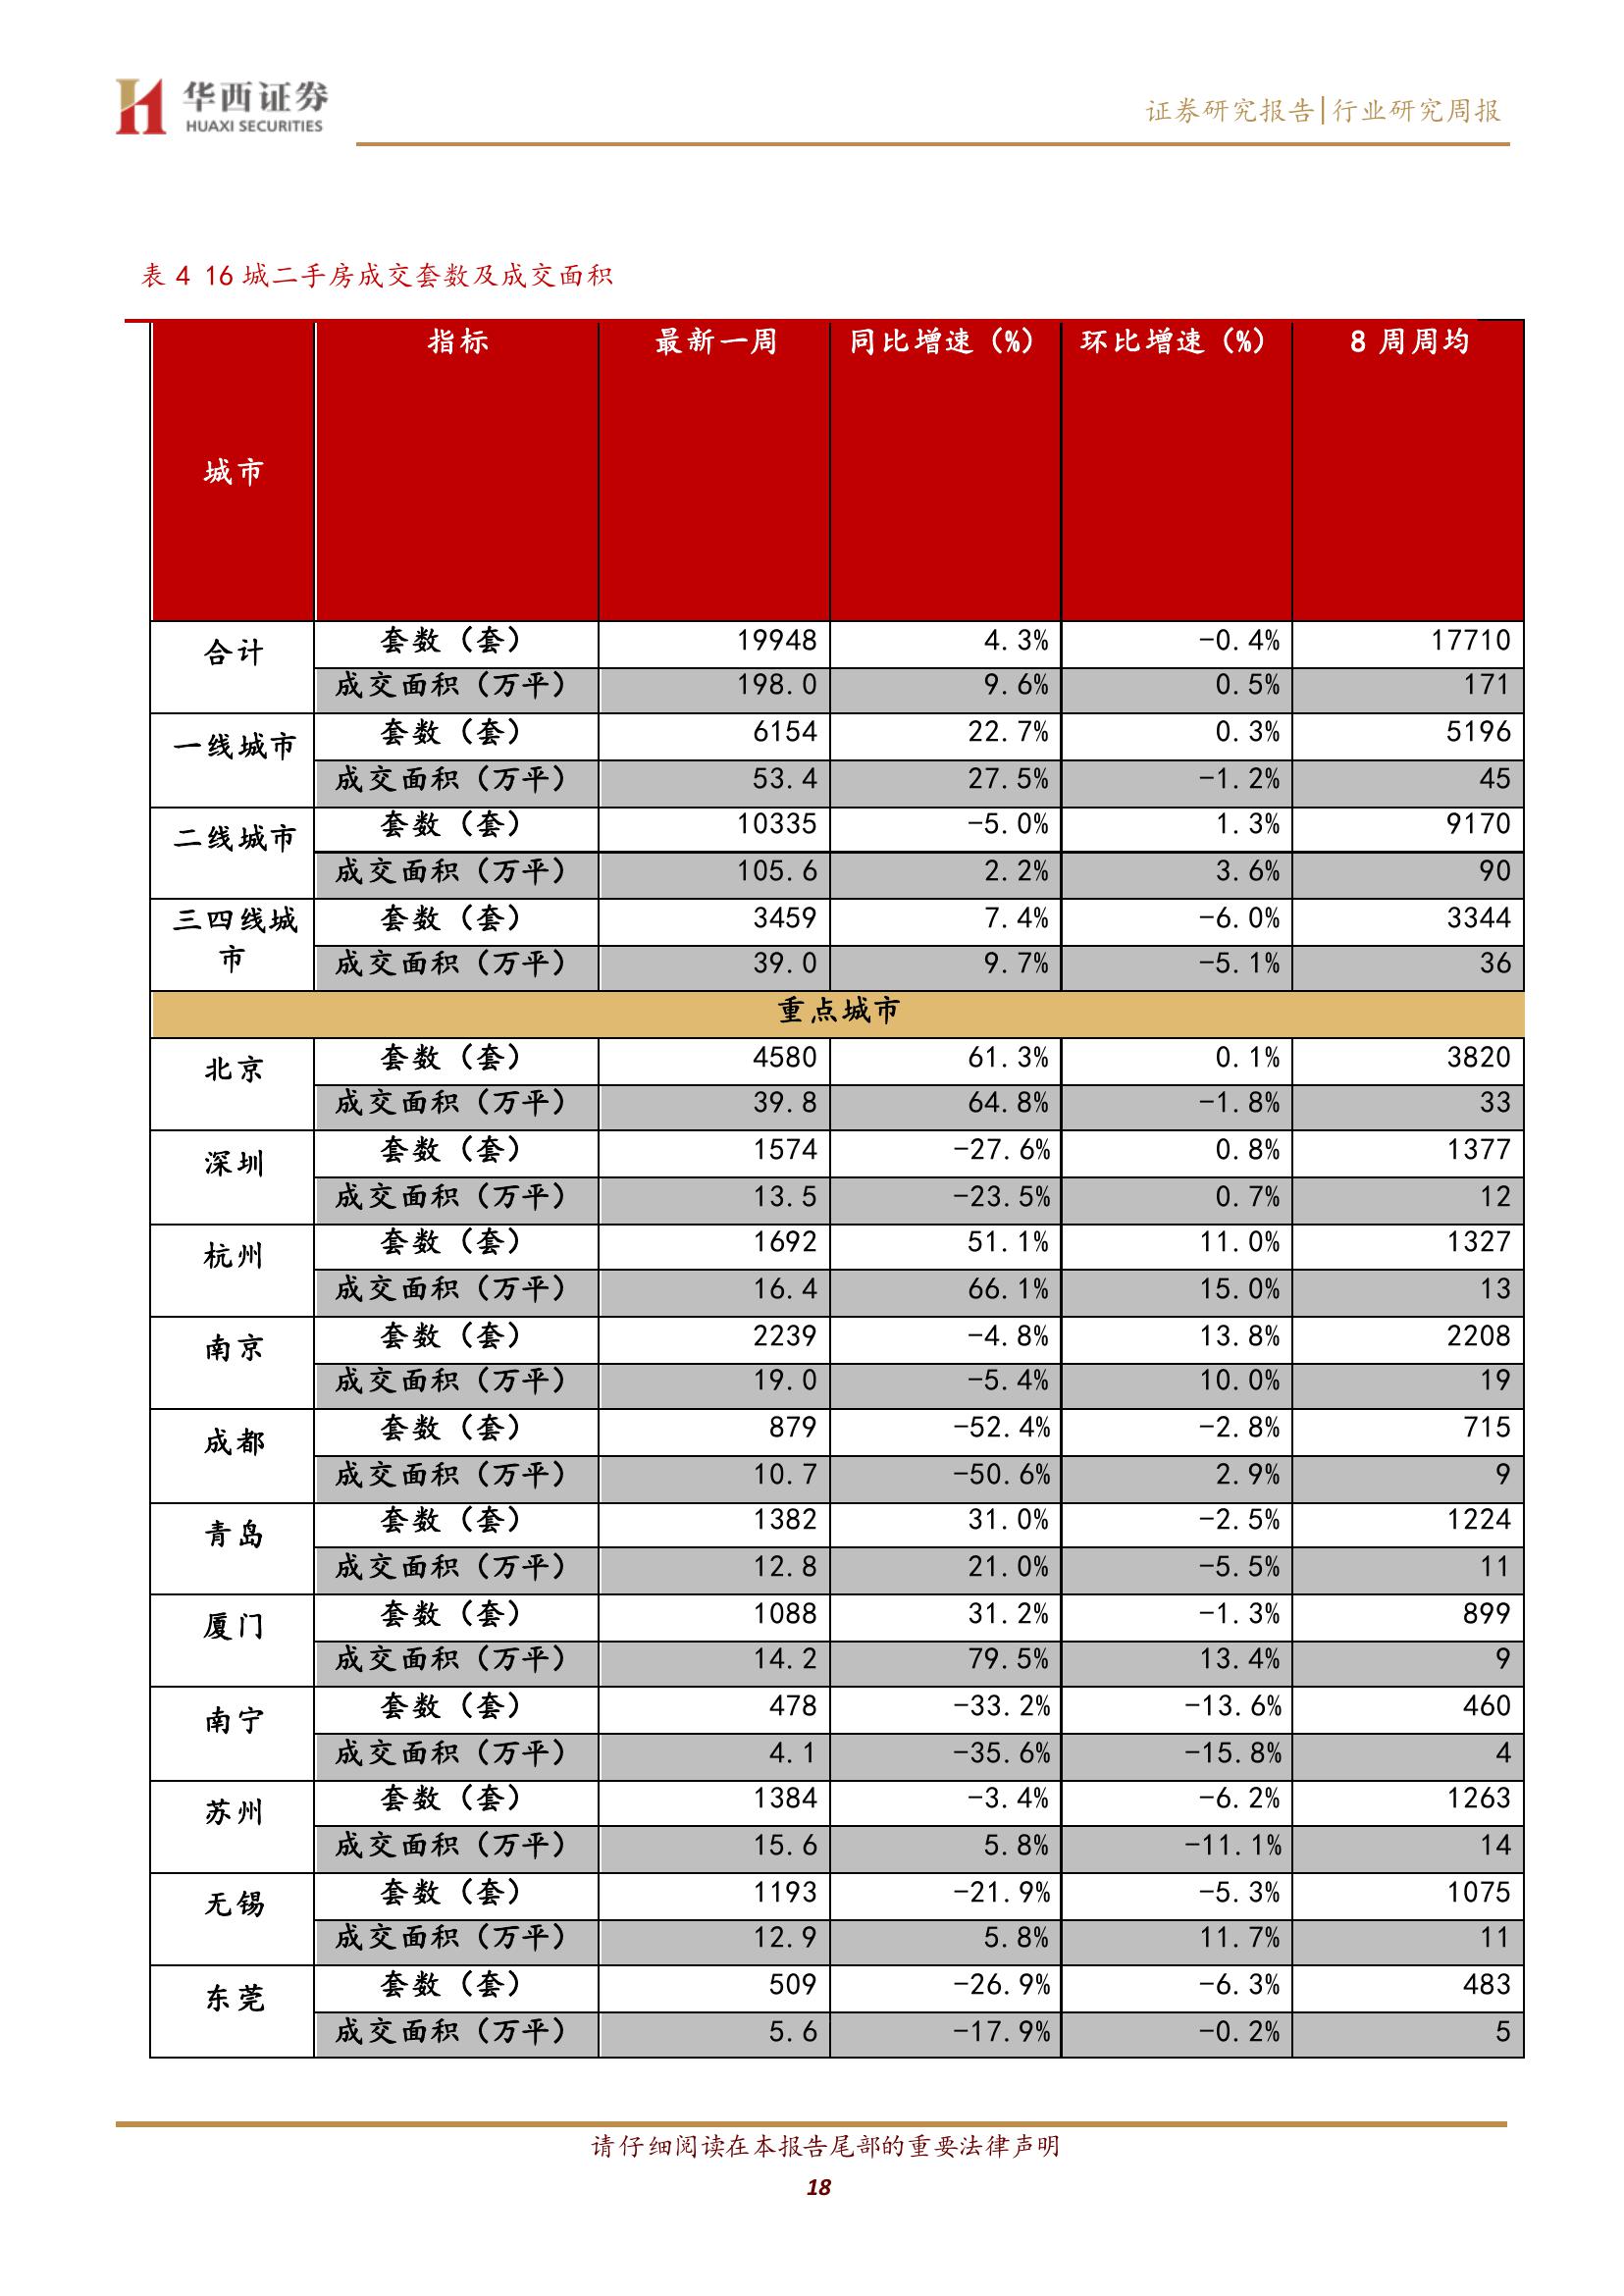 华西证券
HUAXI SECURITIES
证券研究报告|行业研究周报
表 4 16 城二手房成交套数及成交面积
城市 指标 最新一周 同比增速（%） 环比增速（%） 8 周周均
合计 套数（套） 19948 4.3% -0.4% 17710
成交面积（万平） 198.0 9.6% 0.5% 171
一线城市 套数（套） 6154 22.7% 0.3% 5196
成交面积（万平） 53.4 27.5% -1.2% 45
二线城市 套数（套） 10335 -5.0% 1.3% 9170
成交面积（万平） 105.6 2.2% 3.6% 90
三四线城市 套数（套） 3459 7.4% -6.0% 3344
成交面积（万平） 39.0 9.7% -5.1% 36
重点城市
北京 套数（套） 4580 61.3% 0.1% 3820
成交面积（万平） 39.8 64.8% -1.8% 33
深圳 套数（套） 1574 -27.6% 0.8% 1377
成交面积（万平） 13.5 -23.5% 0.7% 12
杭州 套数（套） 1692 51.1% 11.0% 1327
成交面积（万平） 16.4 66.1% 15.0% 13
南京 套数（套） 2239 -4.8% 13.8% 2208
成交面积（万平） 19.0 -5.4% 10.0% 19
成都 套数（套） 879 -52.4% -2.8% 715
成交面积（万平） 10.7 -50.6% 2.9% 9
青岛 套数（套） 1382 31.0% -2.5% 1224
成交面积（万平） 12.8 21.0% -5.5% 11
厦门 套数（套） 1088 31.2% -1.3% 899
成交面积（万平） 14.2 79.5% 13.4% 9
南宁 套数（套） 478 -33.2% -13.6% 460
成交面积（万平） 4.1 -35.6% -15.8% 4
苏州 套数（套） 1384 -3.4% -6.2% 1263
成交面积（万平） 15.6 5.8% -11.1% 14
无锡 套数（套） 1193 -21.9% -5.3% 1075
成交面积（万平） 12.9 5.8% 11.7% 11
东莞 套数（套） 509 -26.9% -6.3% 483
成交面积（万平） 5.6 -17.9% -0.2% 5
请仔细阅读在本报告尾部的重要法律声明
18